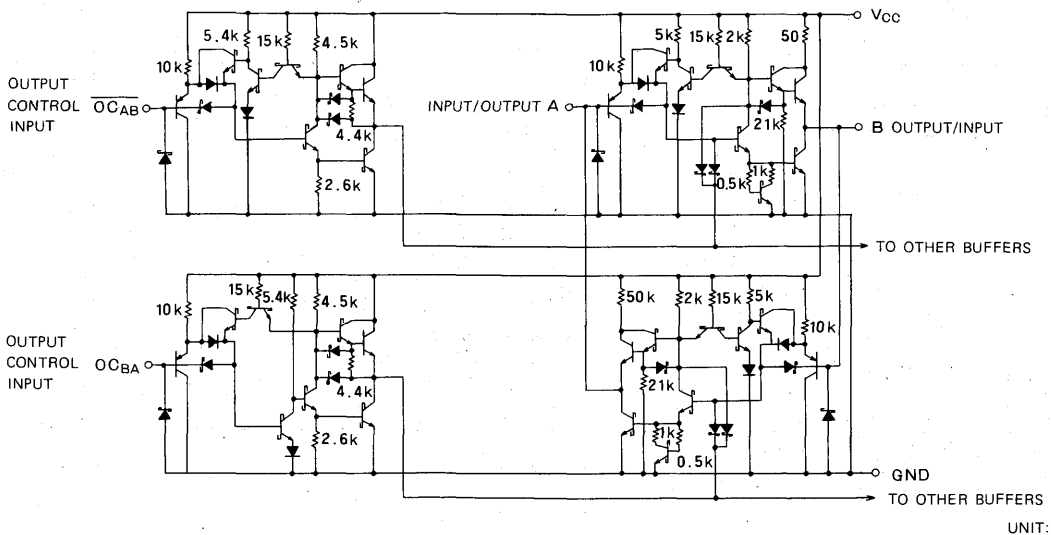 VCC
5.4k
15k
4.5k
10k
OUTPUT
CONTROL
INPUT
OCAB
4.4k
2.6k
5k
15k
2k
50
10k
INPUT/OUTPUT A
21k
B OUTPUT/INPUT
1k
0.5k
TO OTHER BUFFERS
15k
5.4k
4.5k
10k
OUTPUT
CONTROL
INPUT
OCBA
4.4k
2.6k
50k
2k
15k
5k
10k
21k
1k
0.5k
GND
TO OTHER BUFFERS
UNIT: